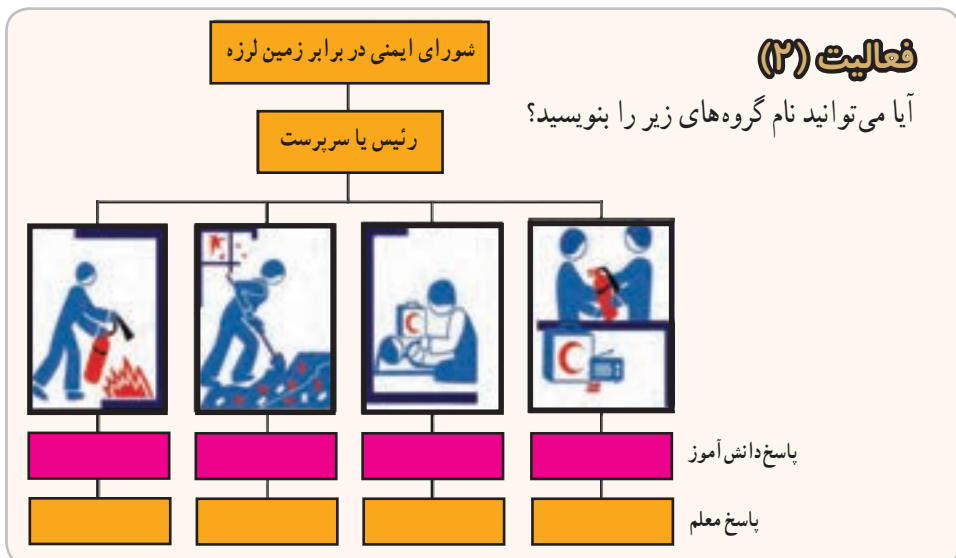 فعالیت (۲)
آیا می‌توانید نام گروه‌های زیر را بنویسید؟
شورای ایمنی در برابر زمین لرزه
رئیس یا سرپرست
پاسخ دانش‌آموز
پاسخ معلم